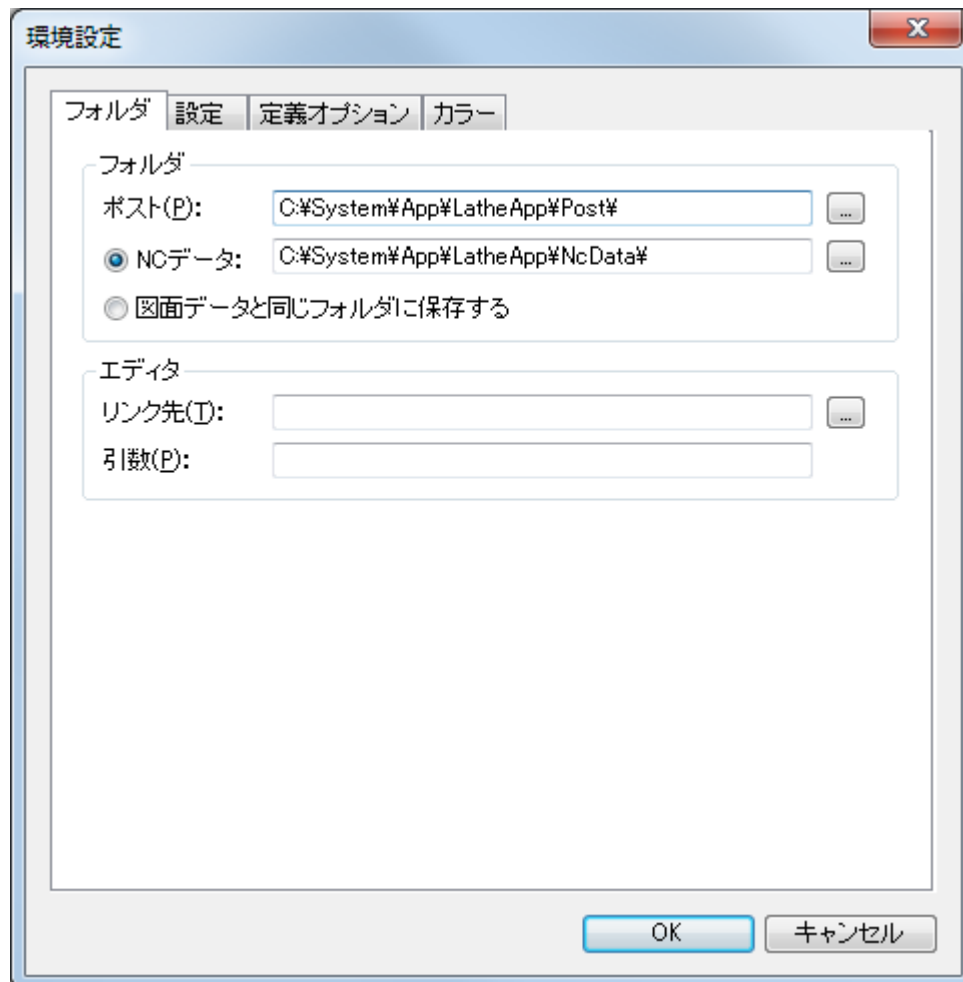 環境設定
フォルダ 設定 定義オプション カラー
フォルダ
ポスト(P): C:¥System¥App¥LatheApp¥Post¥ ...
NCデータ: C:¥System¥App¥LatheApp¥NcData¥ ...
図面データと同じフォルダに保存する
エディタ
リンク先(T): ...
引数(P):
OK キャンセル